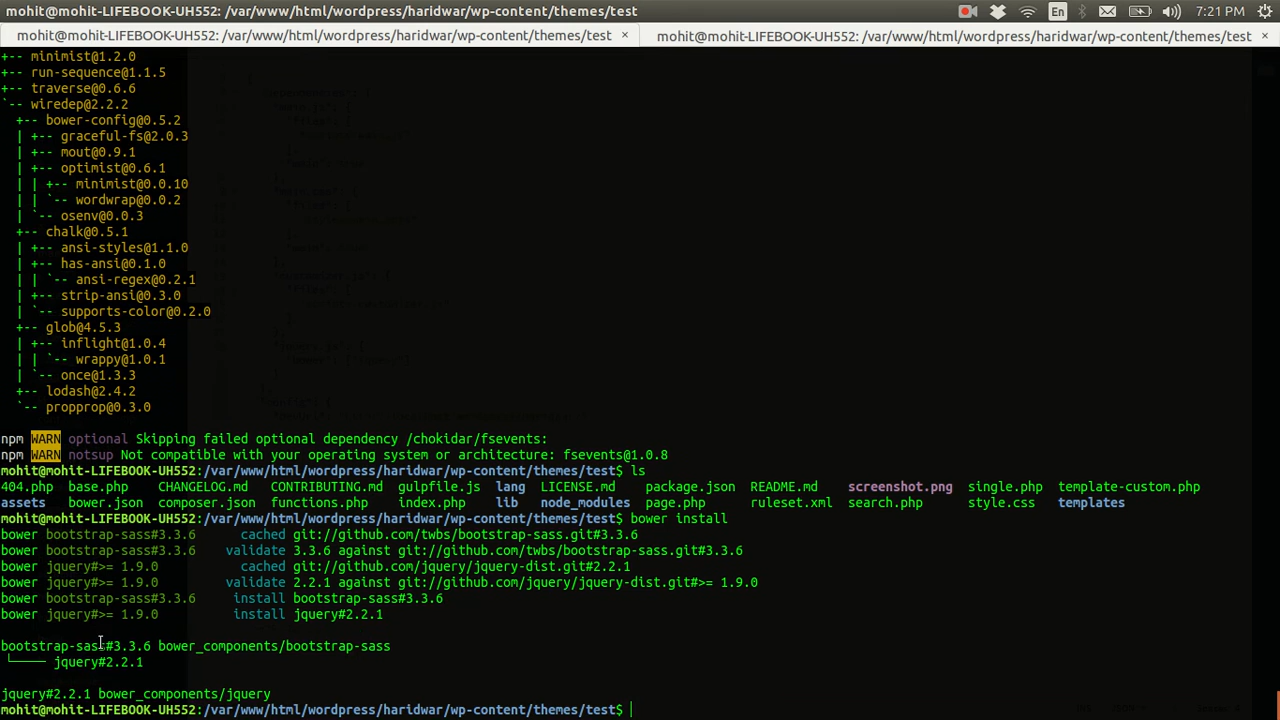 mohit@mohit-LIFEBOOK-UH552: /var/www/html/wordpress/haridwar/wp-content/themes/test En 7:21 PM
mohit@mohit-LIFEBOOK-UH552: /var/www/html/wordpress/haridwar/wp-content/themes/test × mohit@mohit-LIFEBOOK-UH552: /var/www/html/wordpress/haridwar/wp-content/themes/test ×
+-- minimist@1.2.0
+-- run-sequence@1.1.5
+-- traverse@0.6.6
`-- wiredep@2.2.2
  +-- bower-config@0.5.2
  | +-- graceful-fs@2.0.3
  | +-- mout@0.9.1
  | +-- optimist@0.6.1
  | | +-- minimist@0.0.10
  | | `-- wordwrap@0.0.2
  | `-- osenv@0.0.3
  +-- chalk@0.5.1
  | +-- ansi-styles@1.1.0
  | +-- has-ansi@0.1.0
  | | `-- ansi-regex@0.2.1
  | +-- strip-ansi@0.3.0
  | `-- supports-color@0.2.0
  +-- glob@4.5.3
  | +-- inflight@1.0.4
  | | `-- wrappy@1.0.1
  | `-- once@1.3.3
  +-- lodash@2.4.2
  `-- propprop@0.3.0
npm WARN optional Skipping failed optional dependency /chokidar/fsevents:
npm WARN notsup Not compatible with your operating system or architecture: fsevents@1.0.8
mohit@mohit-LIFEBOOK-UH552:/var/www/html/wordpress/haridwar/wp-content/themes/test$ ls
404.php base.php CHANGELOG.md CONTRIBUTING.md gulpfile.js lang LICENSE.md package.json README.md screenshot.png single.php template-custom.php
assets bower.json composer.json functions.php index.php lib node_modules page.php ruleset.xml search.php style.css templates
mohit@mohit-LIFEBOOK-UH552:/var/www/html/wordpress/haridwar/wp-content/themes/test$ bower install
bower bootstrap-sass#3.3.6 cached git://github.com/twbs/bootstrap-sass.git#3.3.6
bower bootstrap-sass#3.3.6 validate 3.3.6 against git://github.com/twbs/bootstrap-sass.git#3.3.6
bower jquery#>= 1.9.0 cached git://github.com/jquery/jquery-dist.git#2.2.1
bower jquery#>= 1.9.0 validate 2.2.1 against git://github.com/jquery/jquery-dist.git#>= 1.9.0
bower bootstrap-sass#3.3.6 install bootstrap-sass#3.3.6
bower jquery#>= 1.9.0 install jquery#2.2.1
bootstrap-sass#3.3.6 bower_components/bootstrap-sass
└── jquery#2.2.1
jquery#2.2.1 bower_components/jquery
mohit@mohit-LIFEBOOK-UH552:/var/www/html/wordpress/haridwar/wp-content/themes/test$